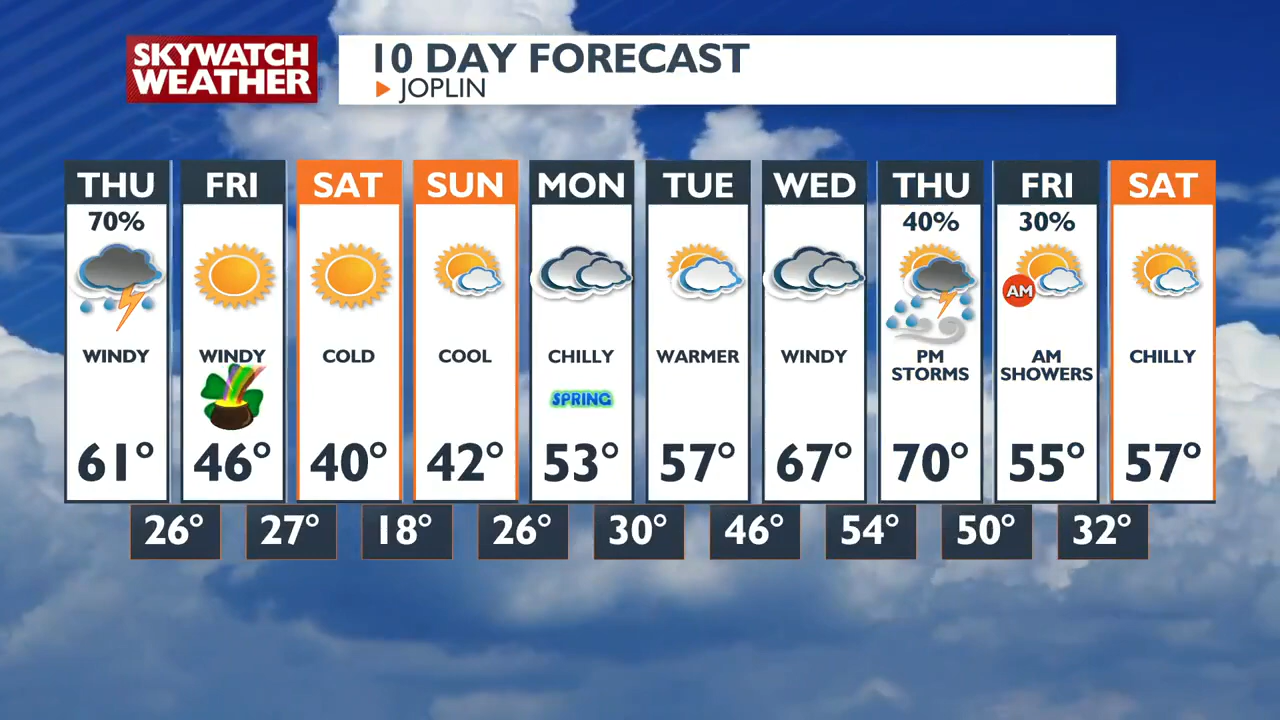 SKYWATCH
WEATHER
10 DAY FORECAST
JOPLIN
THU FRI SAT SUN MON TUE WED THU FRI SAT
70% 40% 30%
AM
WINDY WINDY COLD COOL CHILLY WARMER WINDY PM STORMS AM SHOWERS CHILLY
SPRING
61° 46° 40° 42° 53° 57° 67° 70° 55° 57°
26° 27° 18° 26° 30° 46° 54° 50° 32°